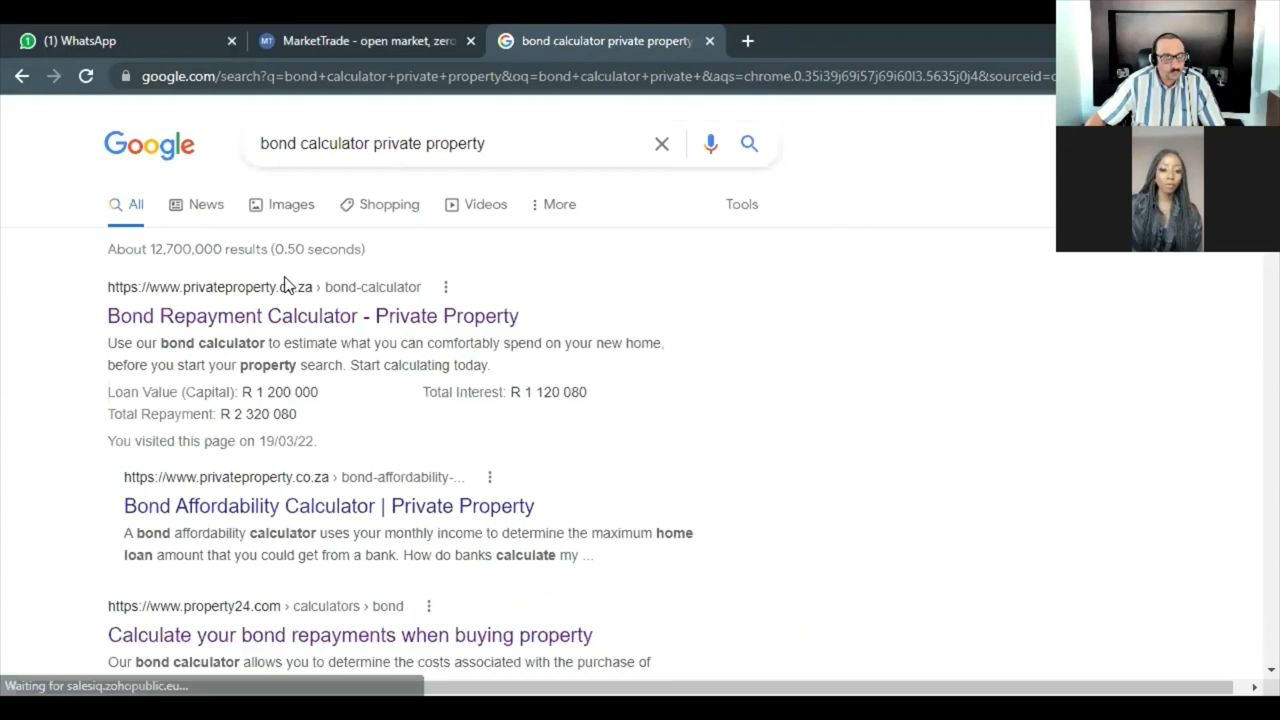 (1) WhatsApp
MarketTrade - open market, zero
bond calculator private property
google.com/search?q=bond+calculator+private+property&oq=bond+calculator+private+&aqs=chrome.0.35i39j69i57j69i60l3.5635j0j4&sourceid=c
Google
bond calculator private property
All
News
Images
Shopping
Videos
More
Tools
About 12,700,000 results (0.50 seconds)
https://www.privateproperty.co.za › bond-calculator
Bond Repayment Calculator - Private Property
Use our bond calculator to estimate what you can comfortably spend on your new home,
before you start your property search. Start calculating today.
Loan Value (Capital): R 1 200 000 Total Interest: R 1 120 080
Total Repayment: R 2 320 080
You visited this page on 19/03/22.
https://www.privateproperty.co.za › bond-affordability-...
Bond Affordability Calculator | Private Property
A bond affordability calculator uses your monthly income to determine the maximum home
loan amount that you could get from a bank. How do banks calculate my ...
https://www.property24.com › calculators › bond
Calculate your bond repayments when buying property
Our bond calculator allows you to determine the costs associated with the purchase of
Waiting for salesiq.zohopublic.eu...